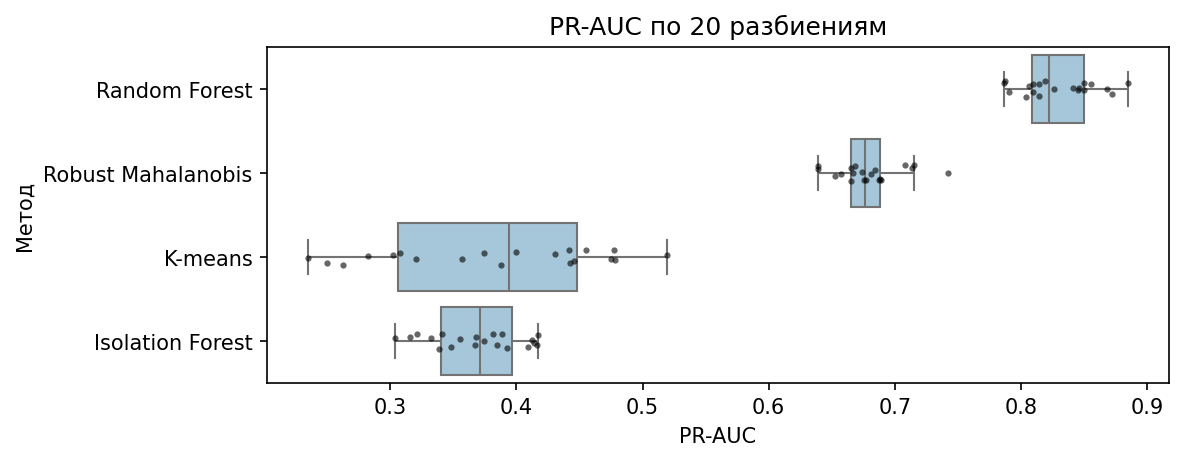 PR-AUC по 20 разбиениям
Метод
Random Forest
Robust Mahalanobis
K-means
Isolation Forest
0.3 0.4 0.5 0.6 0.7 0.8 0.9
PR-AUC